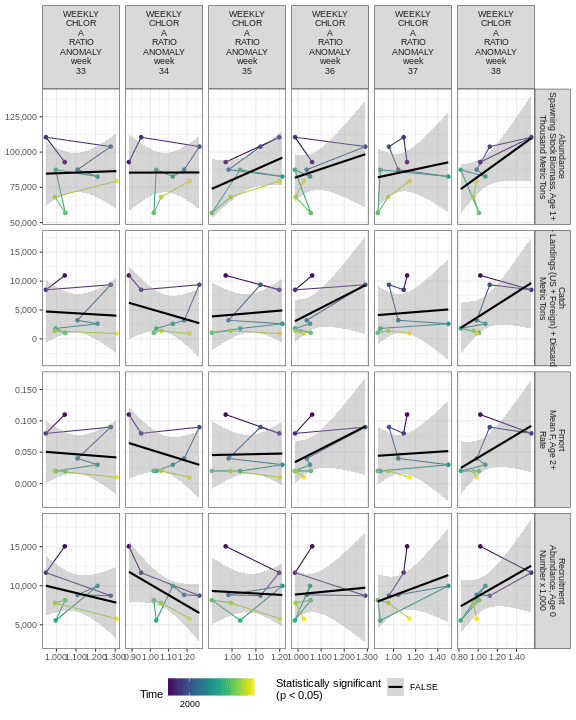 WEEKLY CHLOR A RATIO ANOMALY week 33
WEEKLY CHLOR A RATIO ANOMALY week 34
WEEKLY CHLOR A RATIO ANOMALY week 35
WEEKLY CHLOR A RATIO ANOMALY week 36
WEEKLY CHLOR A RATIO ANOMALY week 37
WEEKLY CHLOR A RATIO ANOMALY week 38
125,000
100,000
75,000
50,000
Abundance
Spawning Stock Biomass, Age 1+
Thousand Metric Tons
15,000
10,000
5,000
0
Catch
Landings (US + Foreign) + Discard
Metric Tons
0.150
0.100
0.050
0.000
Fmort
Mean F, Age 2+
Rate
15,000
10,000
5,000
Recruitment
Abundance, Age 0
Number x 1,000
1.000 1.100 1.200 1.300
0.90 1.00 1.10 1.20
1.00 1.10 1.20
1.000 1.100 1.200 1.300
1.00 1.20 1.40
0.80 1.00 1.20 1.40
Time
2000
Statistically significant
(p < 0.05)
FALSE